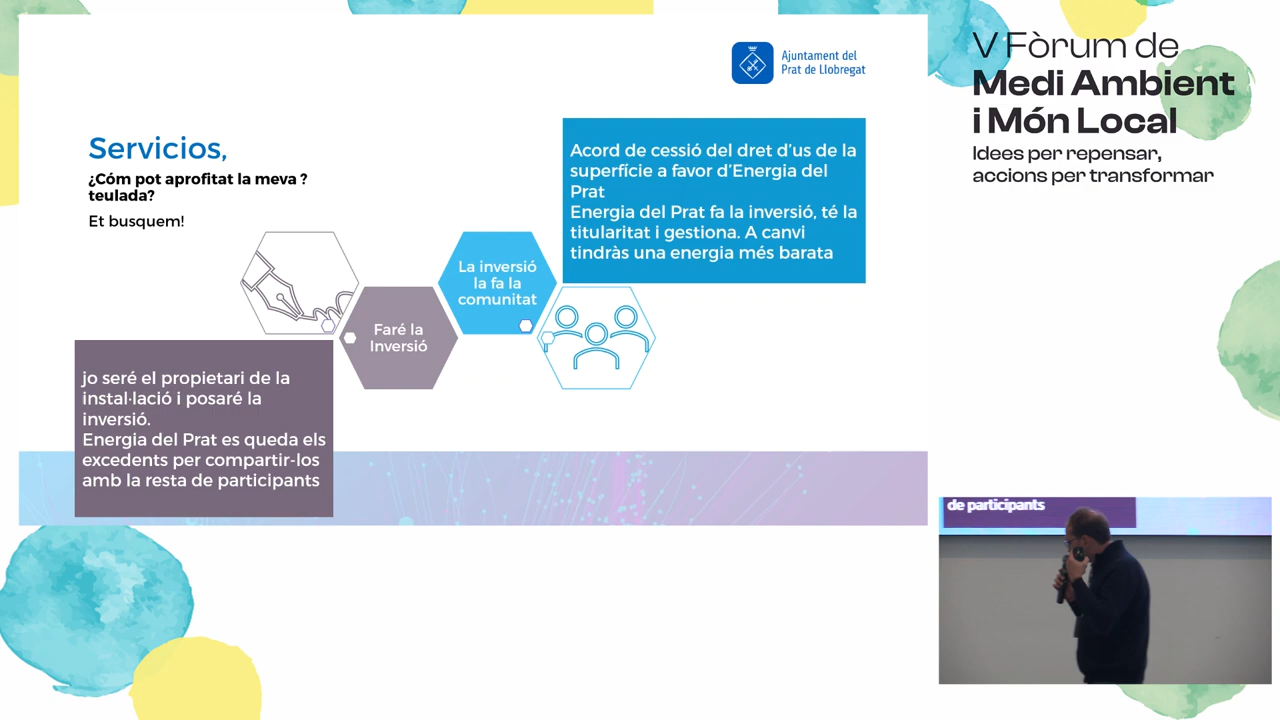 Ajuntament del
Prat de Llobregat
V Fòrum de
Medi Ambient
i Món Local
Idees per repensar,
accions per transformar
Servicios,
¿Cóm pot aprofitat la meva ?
teulada?
Et busquem!
Acord de cessió del dret d'us de la
superfície a favor d'Energia del
Prat
Energia del Prat fa la inversió, té la
titularitat i gestiona. A canvi
tindràs una energia més barata
La inversió
la fa la
comunitat
Faré la
Inversió
jo seré el propietari de la
instal·lació i posaré la
inversió.
Energia del Prat es queda els
excedents per compartir-los
amb la resta de participants
de participants